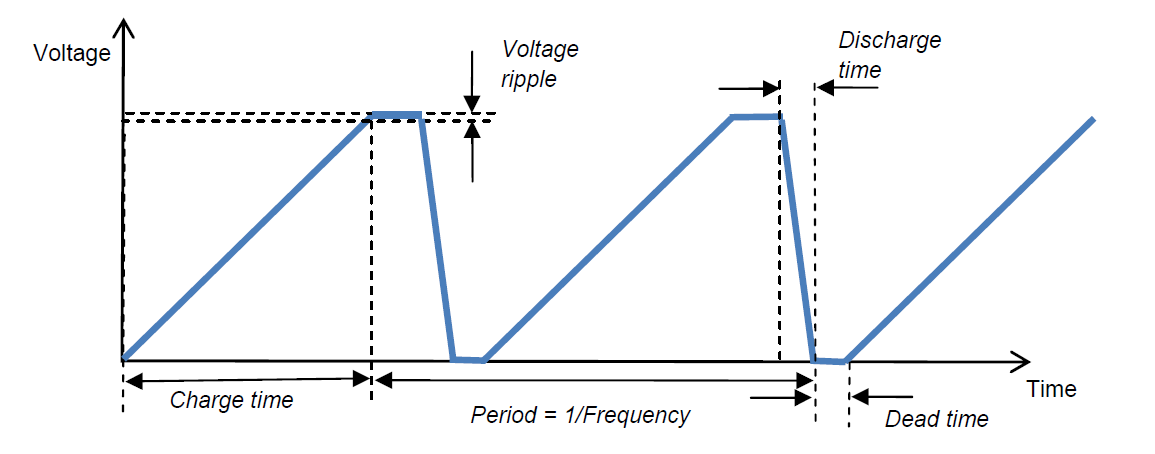 Voltage
Voltage
ripple
Discharge
time
Charge time
Period = 1/Frequency
Time
Dead time